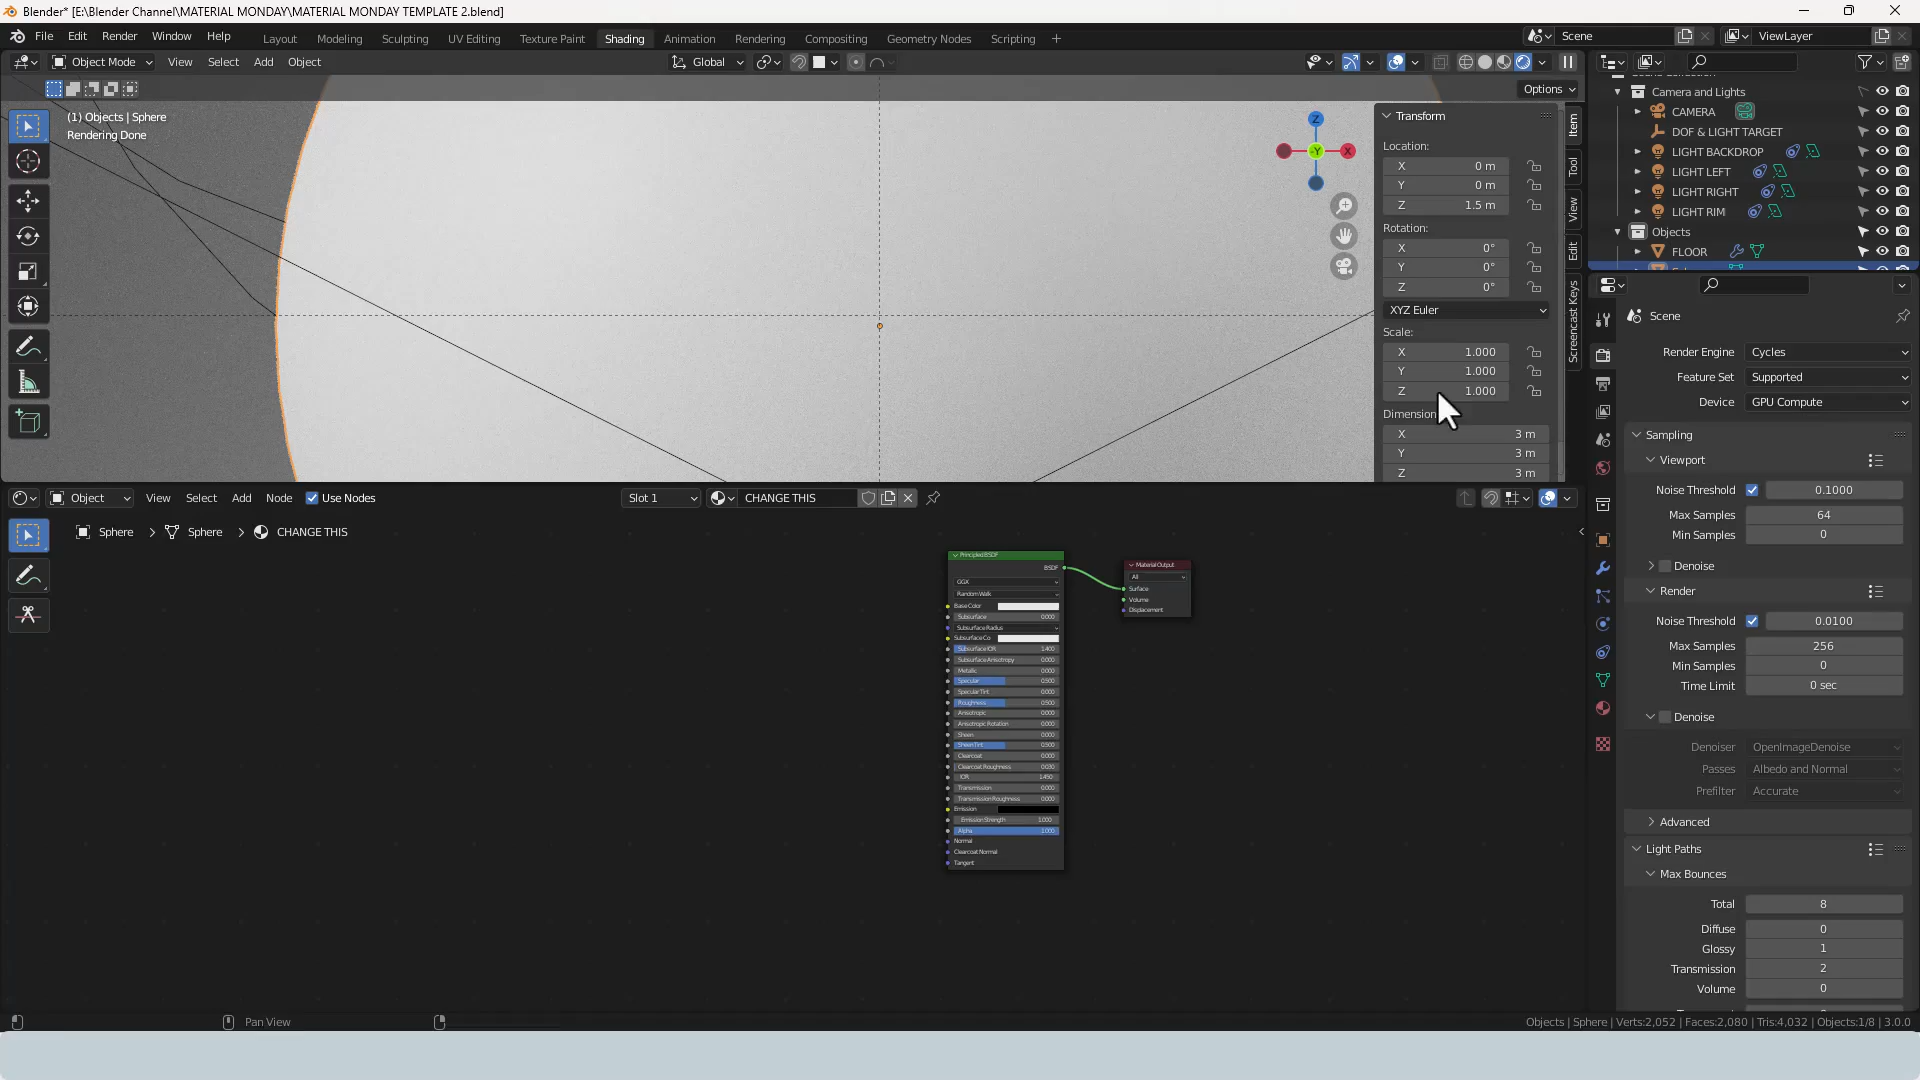 Blender* [E:\Blender Channel\MATERIAL MONDAY\MATERIAL MONDAY TEMPLATE 2.blend]
File Edit Render Window Help Layout Modeling Sculpting UV Editing Texture Paint Shading Animation Rendering Compositing Geometry Nodes Scripting + Scene ViewLayer
Object Mode View Select Add Object Global
Options
(1) Objects | Sphere
Rendering Done
Z
-Y
X
Transform
Location:
X 0 m
Y 0 m
Z 1.5 m
Rotation:
X 0°
Y 0°
Z 0°
XYZ Euler
Scale:
X 1.000
Y 1.000
Z 1.000
Dimension
X 3 m
Y 3 m
Z 3 m
Item
Tool
View
Edit
Screencast Keys
Camera and Lights
CAMERA
DOF & LIGHT TARGET
LIGHT BACKDROP
LIGHT LEFT
LIGHT RIGHT
LIGHT RIM
Objects
FLOOR
Scene
Render Engine Cycles
Feature Set Supported
Device GPU Compute
Sampling
Viewport
Noise Threshold 0.1000
Max Samples 64
Min Samples 0
Denoise
Render
Noise Threshold 0.0100
Max Samples 256
Min Samples 0
Time Limit 0 sec
Denoise
Denoiser OpenImageDenoise
Passes Albedo and Normal
Prefilter Accurate
Advanced
Light Paths
Max Bounces
Total 8
Diffuse 0
Glossy 1
Transmission 2
Volume 0
Object View Select Add Node Use Nodes Slot 1 CHANGE THIS
Sphere > Sphere > CHANGE THIS
Principled BSDF
BSDF
GGX
Random Walk
Base Color
Subsurface 0.000
Subsurface Radius
Subsurface Co
Subsurface IOR 1.400
Subsurface Anisotropy 0.000
Metallic 0.000
Specular 0.500
Specular Tint 0.000
Roughness 0.500
Anisotropic 0.000
Anisotropic Rotation 0.000
Sheen 0.000
Sheen Tint 0.500
Clearcoat 0.000
Clearcoat Roughness 0.030
IOR 1.450
Transmission 0.000
Transmission Roughness 0.000
Emission
Emission Strength 1.000
Alpha 1.000
Normal
Clearcoat Normal
Tangent
Material Output
All
Surface
Volume
Displacement
Pan View
Objects | Sphere | Verts:2,052 | Faces:2,080 | Tris:4,032 | Objects:1/8 | 3.0.0